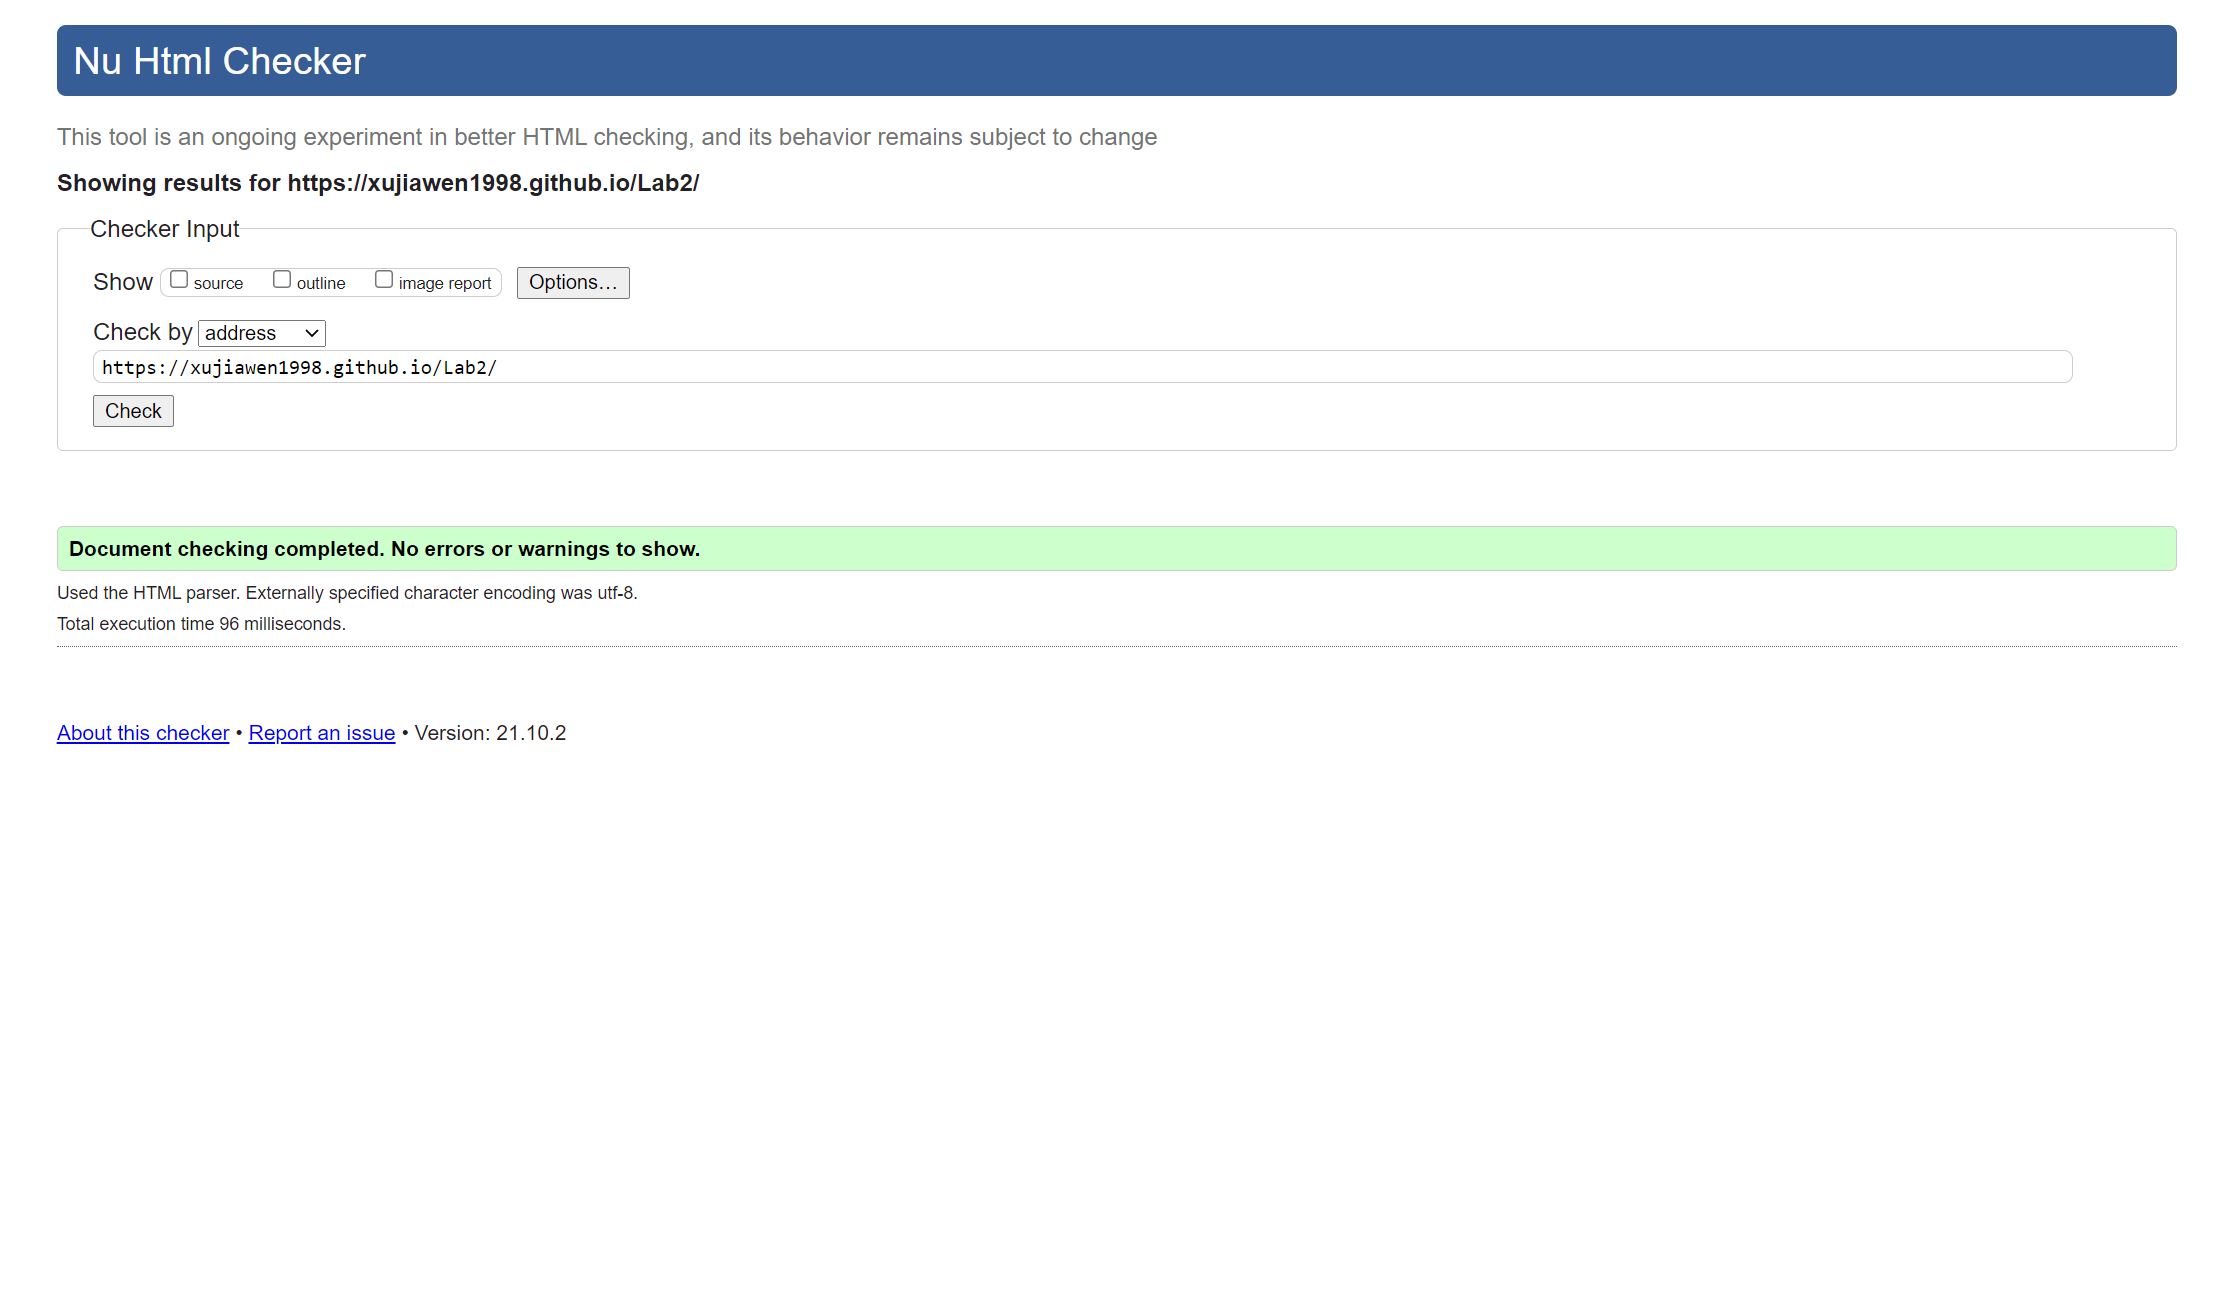 Nu Html Checker
This tool is an ongoing experiment in better HTML checking, and its behavior remains subject to change
Showing results for https://xujiawen1998.github.io/Lab2/
Checker Input
Show source outline image report Options...
Check by address
https://xujiawen1998.github.io/Lab2/
Check
Document checking completed. No errors or warnings to show.
Used the HTML parser. Externally specified character encoding was utf-8.
Total execution time 96 milliseconds.
About this checker • Report an issue • Version: 21.10.2